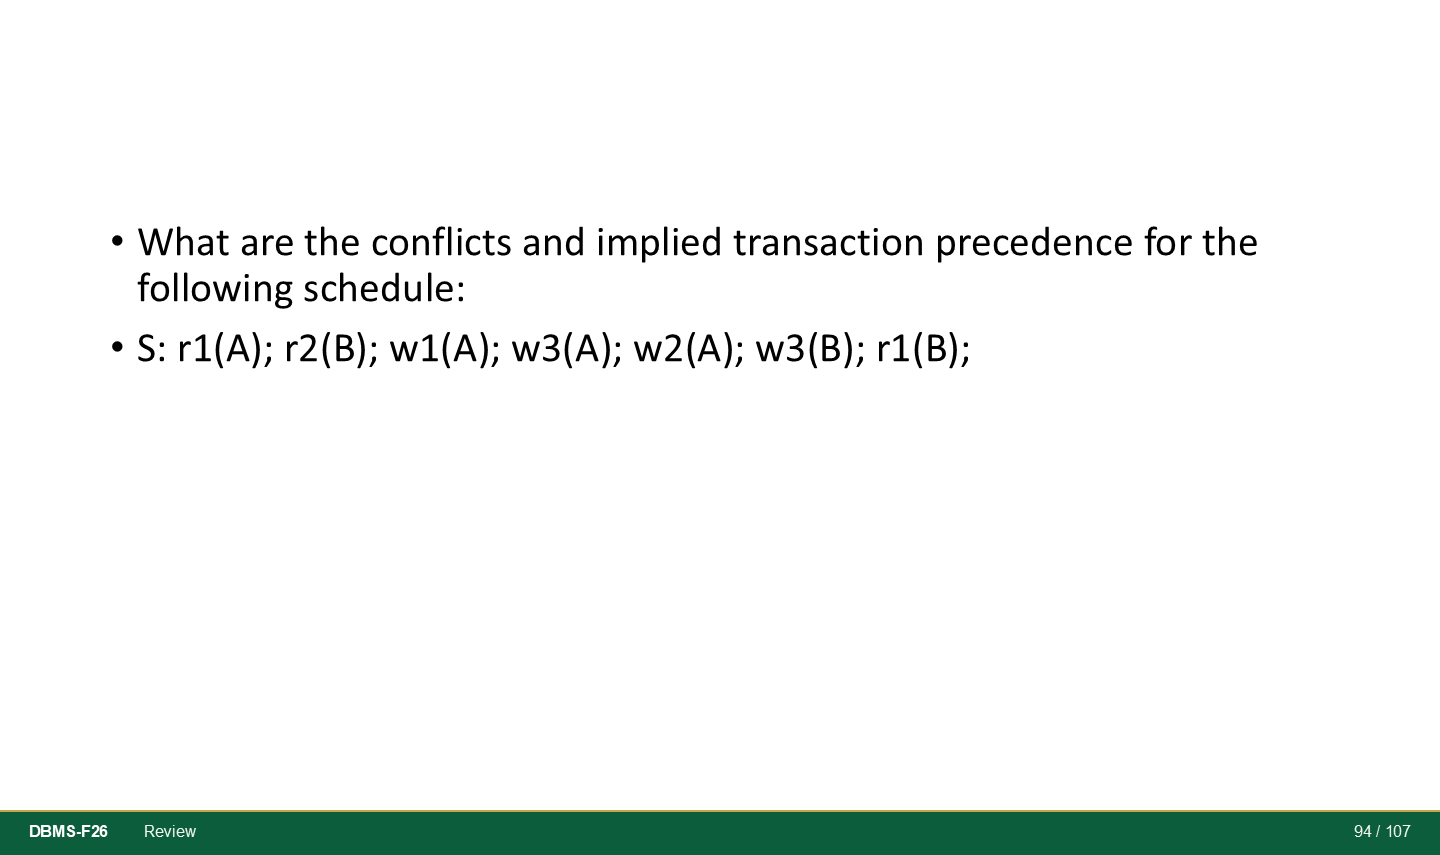 • What are the conflicts and implied transaction precedence for the
following schedule:
• S: r1(A); r2(B); w1(A); w3(A); w2(A); w3(B); r1(B);
DBMS-F26 Review 94 / 107